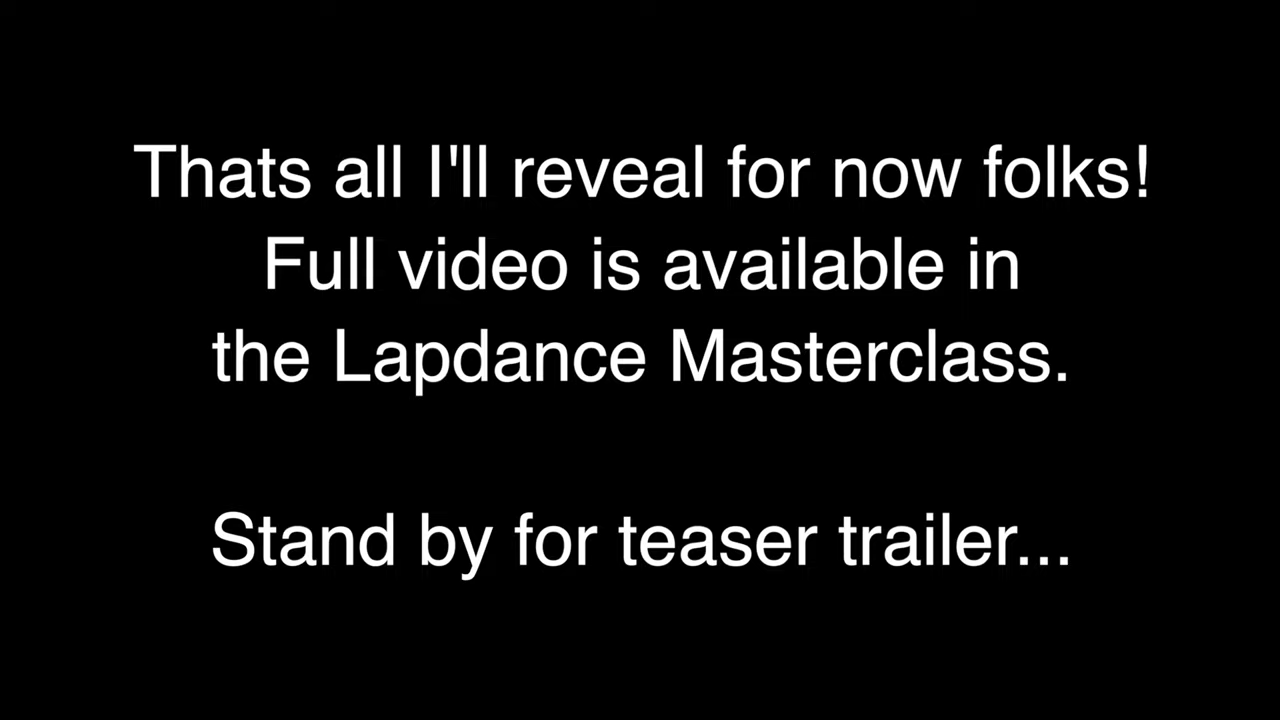 Thats all I'll reveal for now folks!
Full video is available in
the Lapdance Masterclass.
Stand by for teaser trailer...